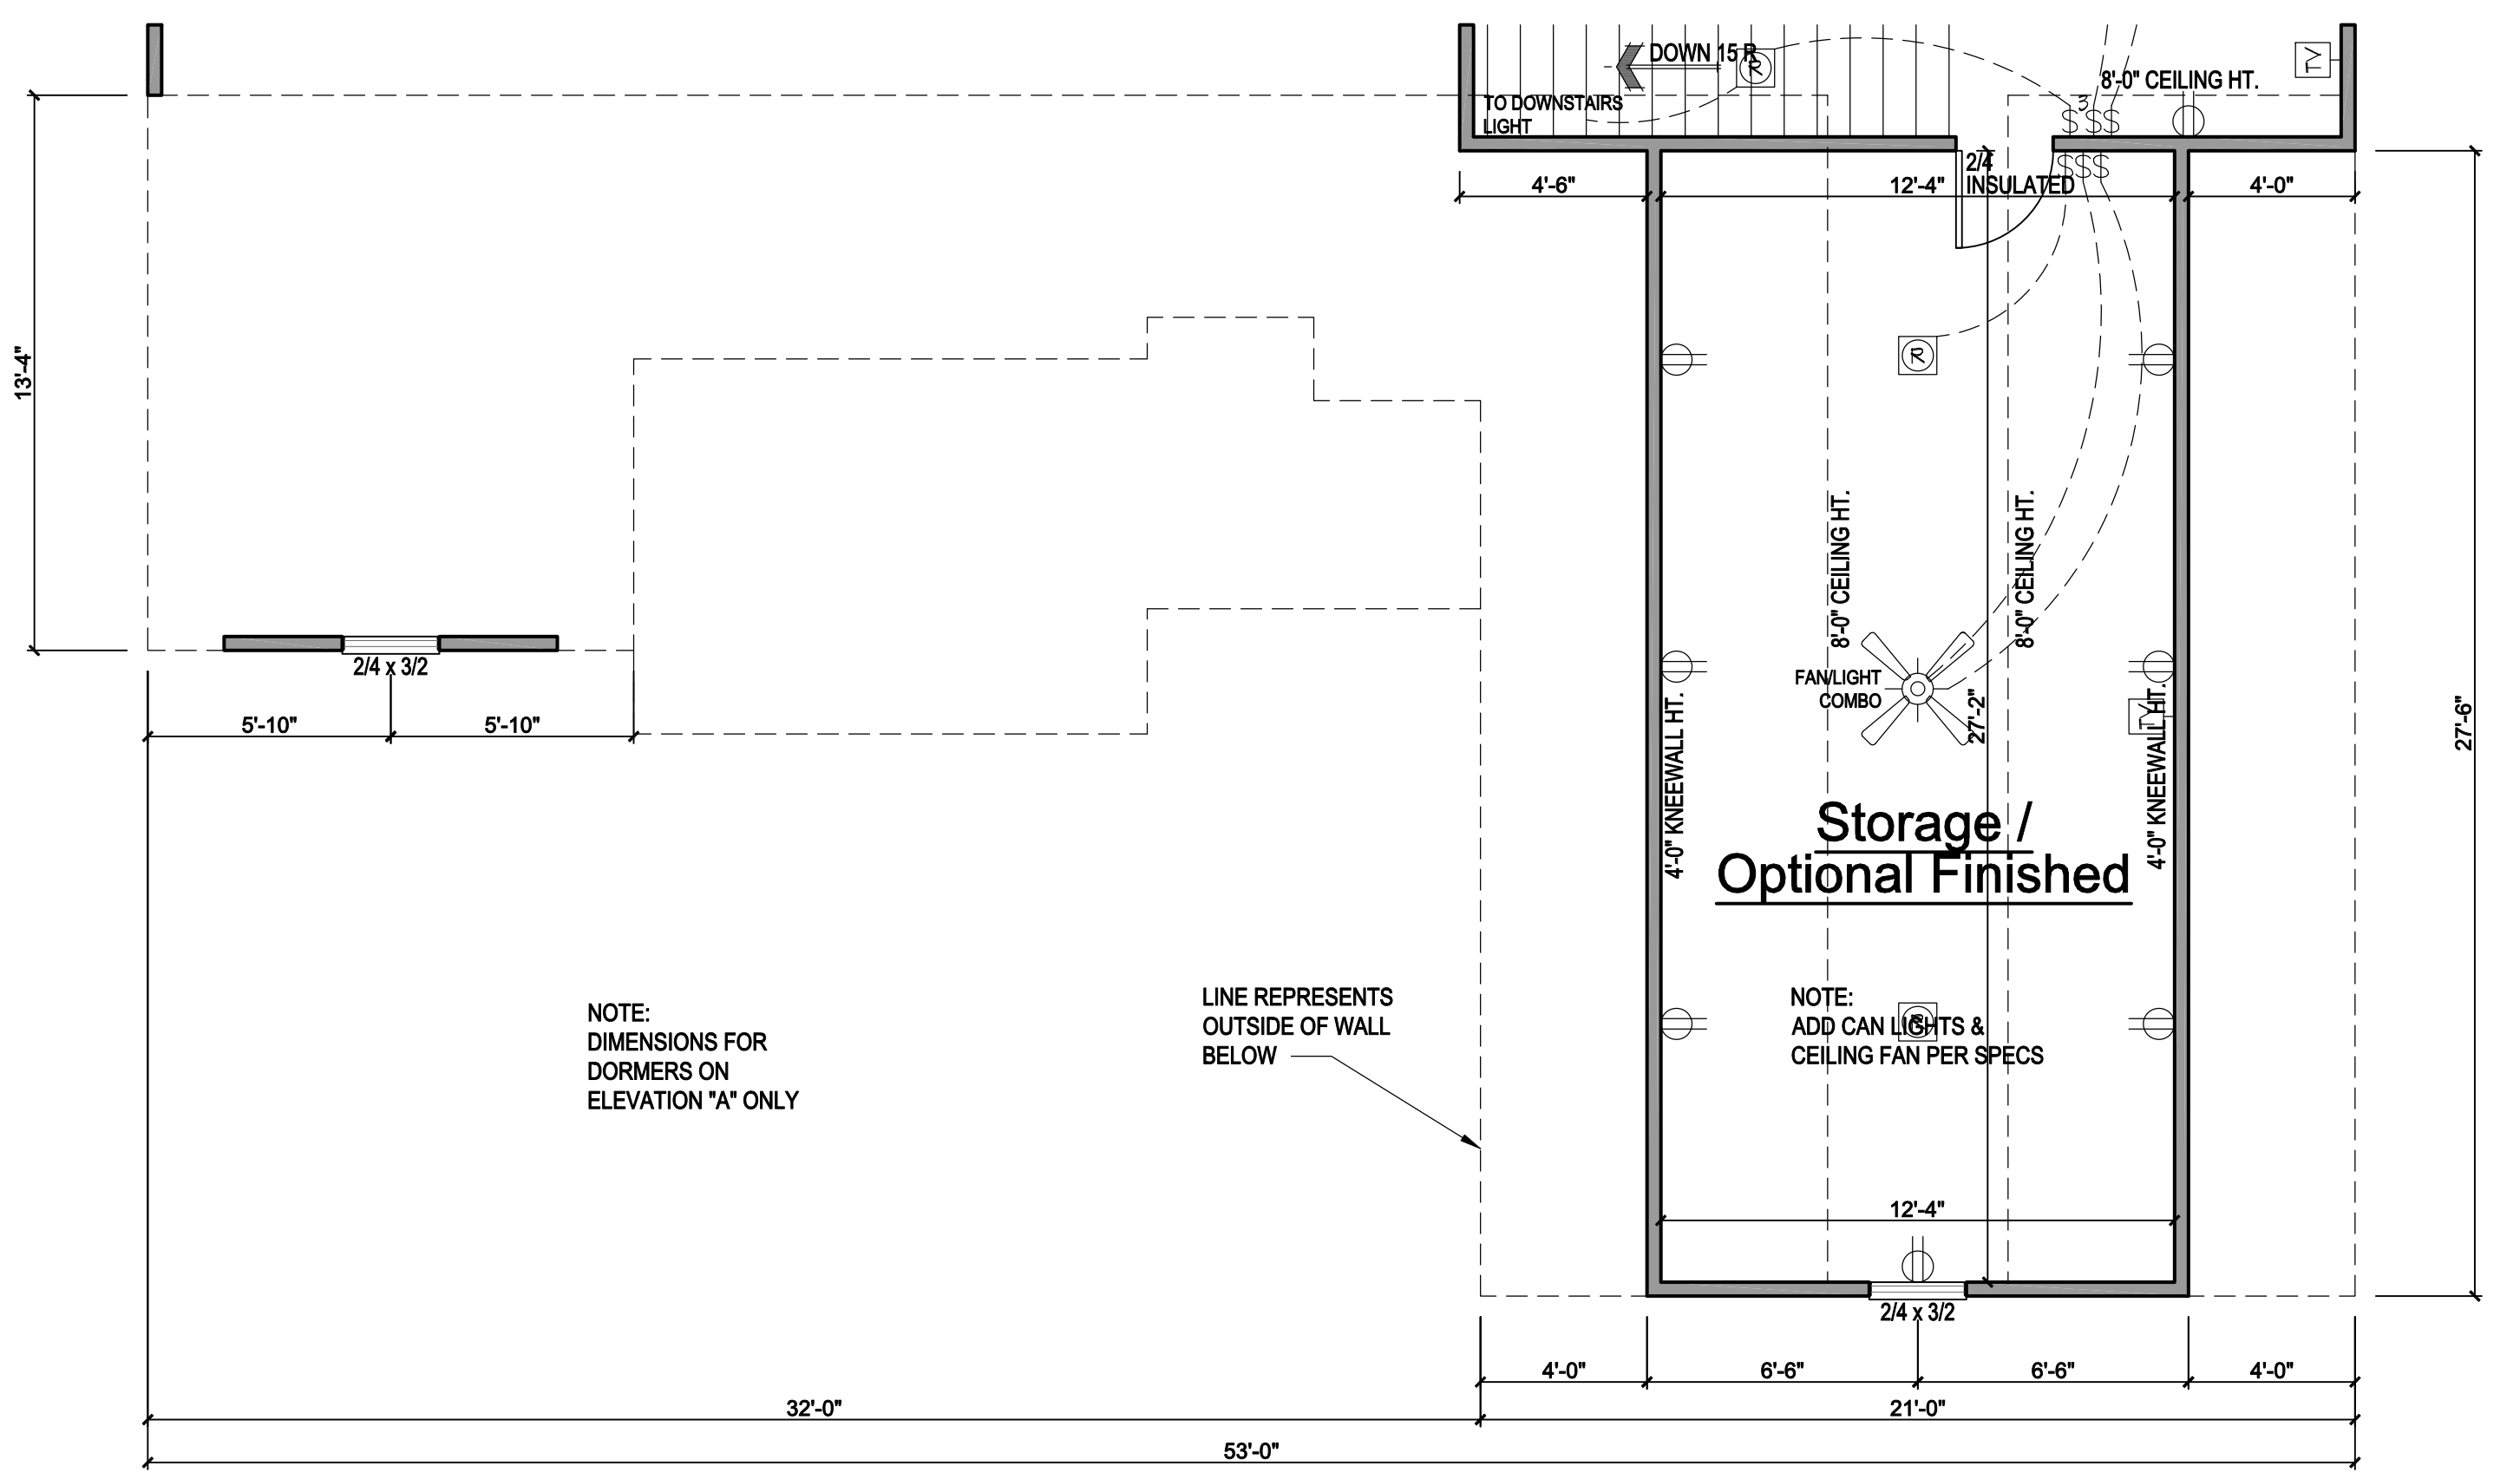 DOWN 15 R
R
TY
8'-0" CEILING HT.
TO DOWNSTAIRS
LIGHT
3
S SS
2/4
INSULATED
SSS
4'-6"
12'-4"
4'-0"
13'-4"
R
8'-0" CEILING HT.
8'-0" CEILING HT.
2/4 x 3/2
FAN/LIGHT
COMBO
5'-10"
5'-10"
4'-0" KNEEWALL HT.
27'-2"
TV
4'-0" KNEEWALL HT.
27'-6"
Storage /
Optional Finished
NOTE:
DIMENSIONS FOR
DORMERS ON
ELEVATION "A" ONLY
LINE REPRESENTS
OUTSIDE OF WALL
BELOW
NOTE:
ADD CAN LIGHTS &
CEILING FAN PER SPECS
R
12'-4"
2/4 x 3/2
4'-0"
6'-6"
6'-6"
4'-0"
32'-0"
21'-0"
53'-0"